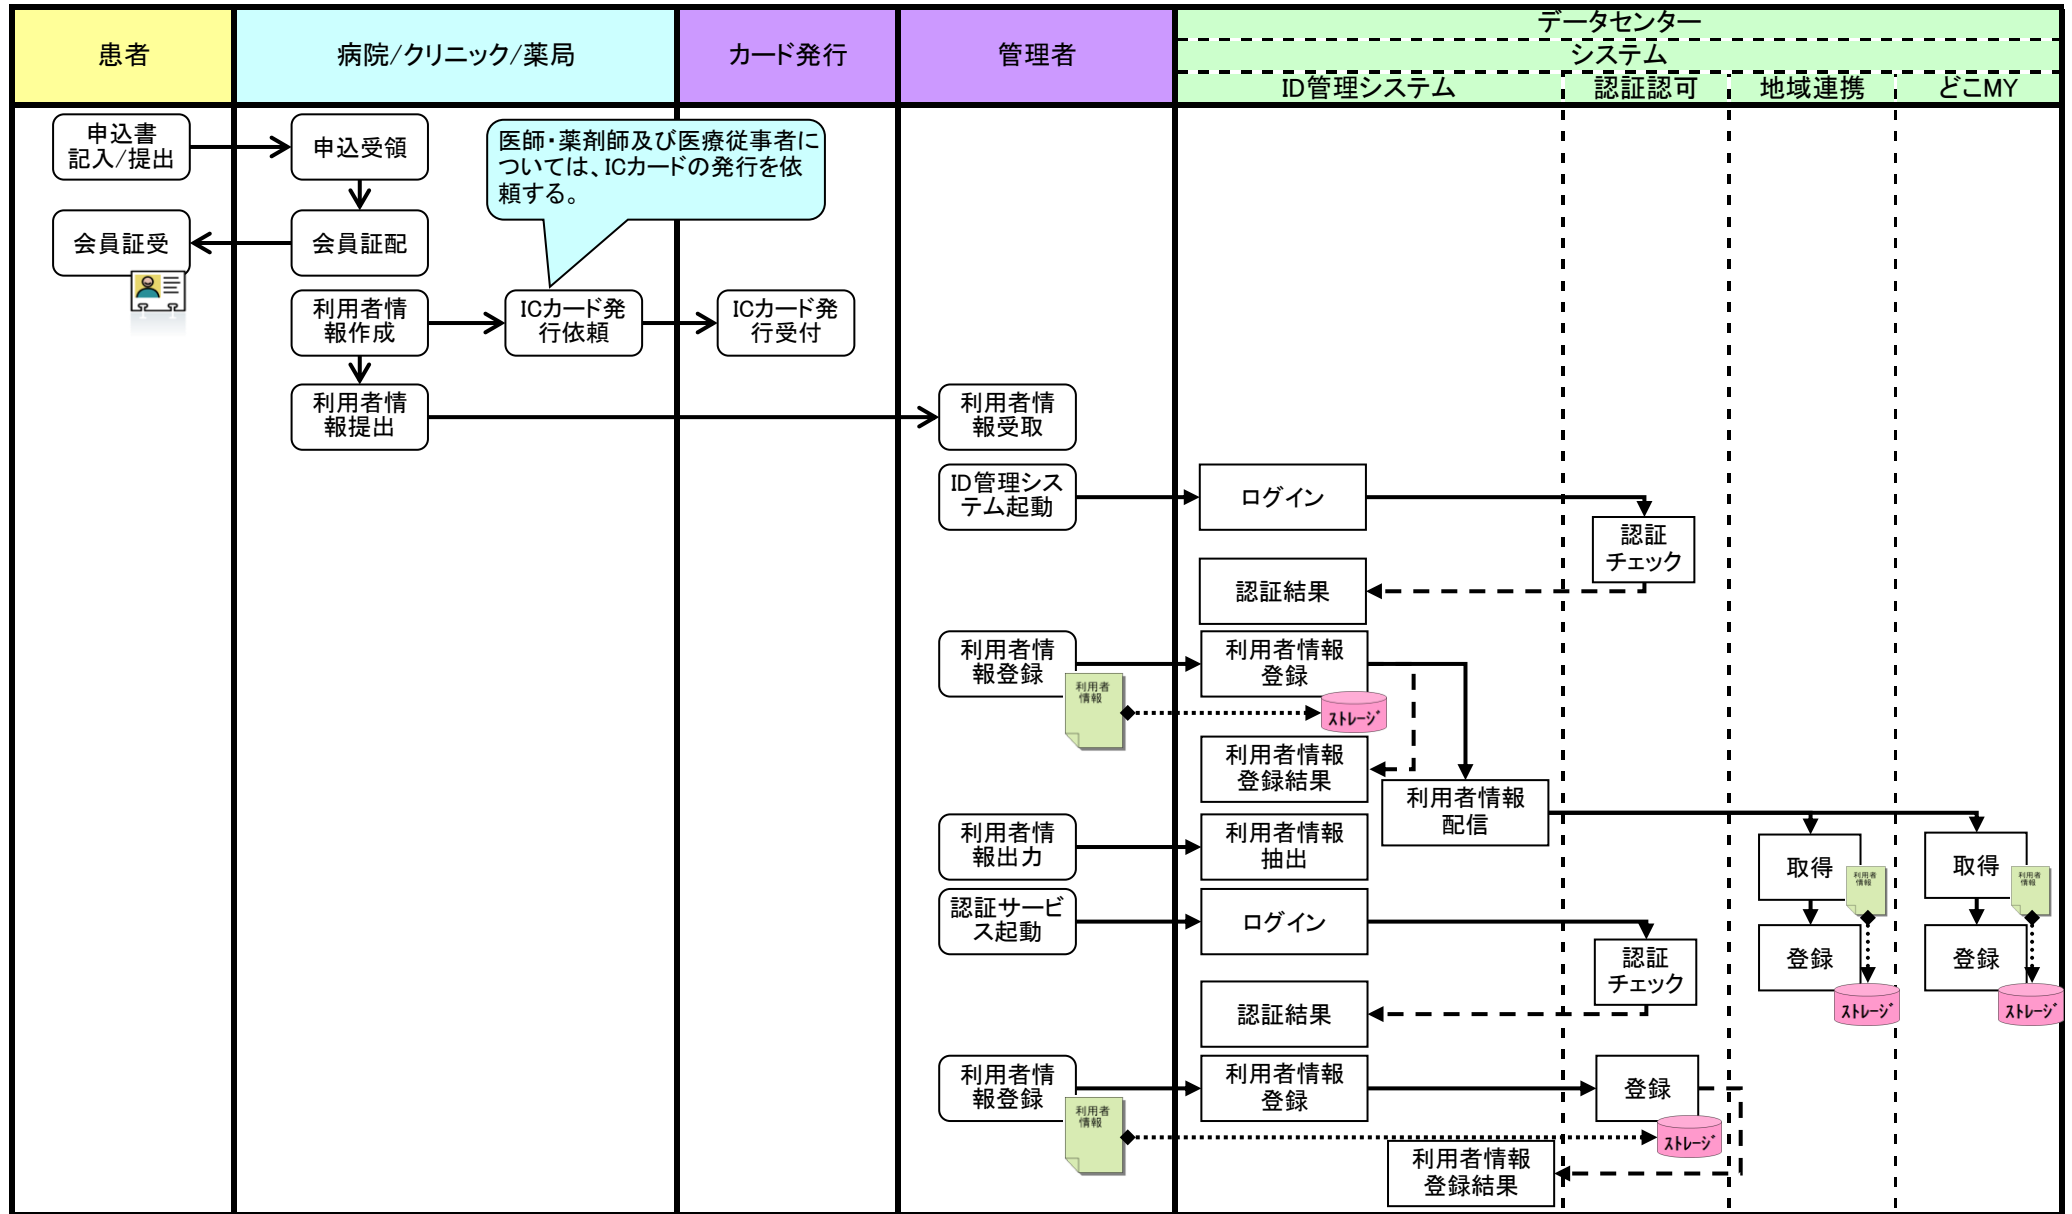 データセンター
システム
患者
病院/クリニック/薬局
カード発行
管理者
ID管理システム
認証認可
地域連携
どこMY
申込書
記入/提出
申込受領
医師・薬剤師及び医療従事者に
ついては、ICカードの発行を依
頼する。
会員証受
会員証配
利用者情
報作成
ICカード発
行依頼
ICカード発
行受付
利用者情
報提出
利用者情
報受取
ID管理シス
テム起動
ログイン
認証
チェック
認証結果
利用者情
報登録
利用者
情報
利用者情報
登録
ｽﾄﾚｰｼﾞ
利用者情報
登録結果
利用者情報
配信
利用者情
報出力
利用者情報
抽出
取得
利用者
情報
取得
利用者
情報
認証サービ
ス起動
ログイン
認証
チェック
登録
ｽﾄﾚｰｼﾞ
登録
ｽﾄﾚｰｼﾞ
認証結果
利用者情
報登録
利用者
情報
利用者情報
登録
登録
ｽﾄﾚｰｼﾞ
利用者情報
登録結果